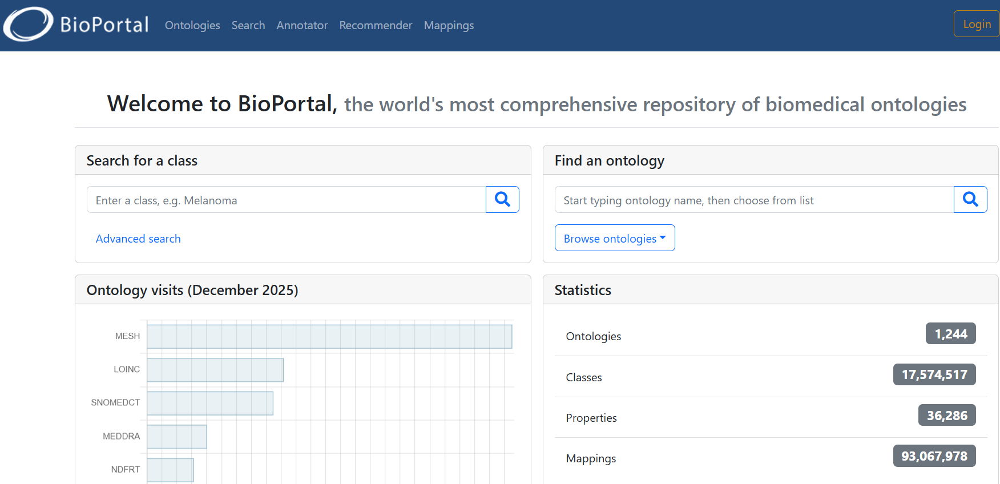 BioPortal Ontologies Search Annotator Recommender Mappings Login
Welcome to BioPortal, the world's most comprehensive repository of biomedical ontologies
Search for a class
Enter a class, e.g. Melanoma
Advanced search
Find an ontology
Start typing ontology name, then choose from list
Browse ontologies
Ontology visits (December 2025)
MESH
LOINC
SNOMEDCT
MEDDRA
NDFRT
Statistics
Ontologies 1,244
Classes 17,574,517
Properties 36,286
Mappings 93,067,978